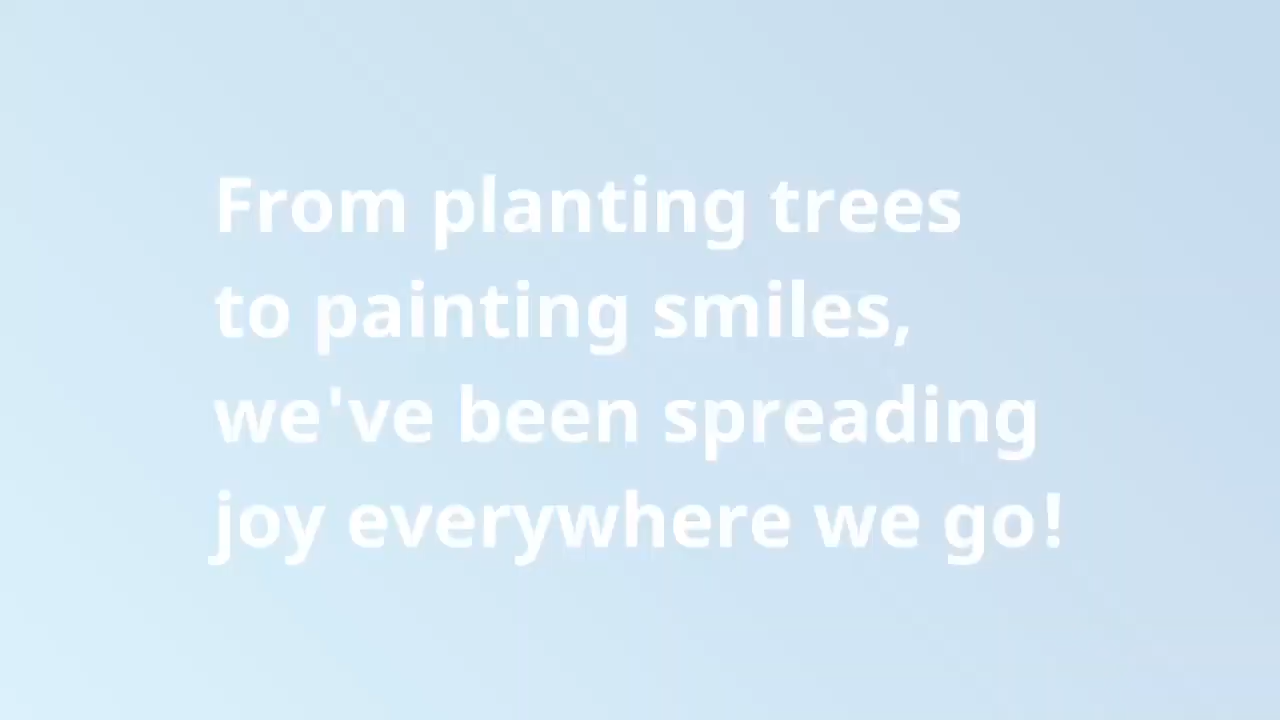 From planting trees
to painting smiles,
we've been spreading
joy everywhere we go!